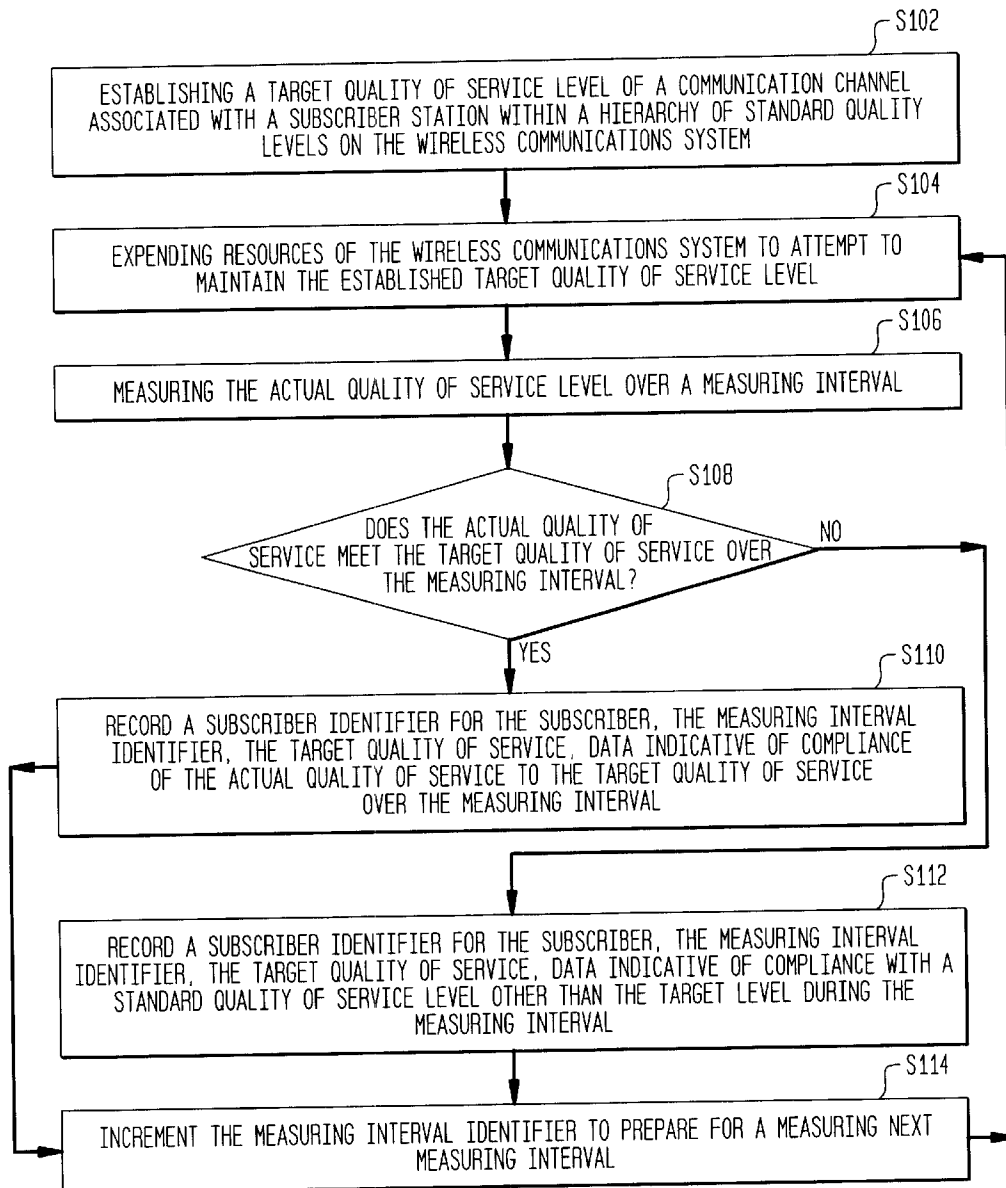 S102
ESTABLISHING A TARGET QUALITY OF SERVICE LEVEL OF A COMMUNICATION CHANNEL
ASSOCIATED WITH A SUBSCRIBER STATION WITHIN A HIERARCHY OF STANDARD QUALITY
LEVELS ON THE WIRELESS COMMUNICATIONS SYSTEM
S104
EXPENDING RESOURCES OF THE WIRELESS COMMUNICATIONS SYSTEM TO ATTEMPT TO
MAINTAIN THE ESTABLISHED TARGET QUALITY OF SERVICE LEVEL
S106
MEASURING THE ACTUAL QUALITY OF SERVICE LEVEL OVER A MEASURING INTERVAL
S108
DOES THE ACTUAL QUALITY OF
SERVICE MEET THE TARGET QUALITY OF SERVICE OVER
THE MEASURING INTERVAL?
NO
YES
S110
RECORD A SUBSCRIBER IDENTIFIER FOR THE SUBSCRIBER, THE MEASURING INTERVAL
IDENTIFIER, THE TARGET QUALITY OF SERVICE, DATA INDICATIVE OF COMPLIANCE
OF THE ACTUAL QUALITY OF SERVICE TO THE TARGET QUALITY OF SERVICE
OVER THE MEASURING INTERVAL
S112
RECORD A SUBSCRIBER IDENTIFIER FOR THE SUBSCRIBER, THE MEASURING INTERVAL
IDENTIFIER, THE TARGET QUALITY OF SERVICE, DATA INDICATIVE OF COMPLIANCE WITH A
STANDARD QUALITY OF SERVICE LEVEL OTHER THAN THE TARGET LEVEL DURING THE
MEASURING INTERVAL
S114
INCREMENT THE MEASURING INTERVAL IDENTIFIER TO PREPARE FOR A MEASURING NEXT
MEASURING INTERVAL